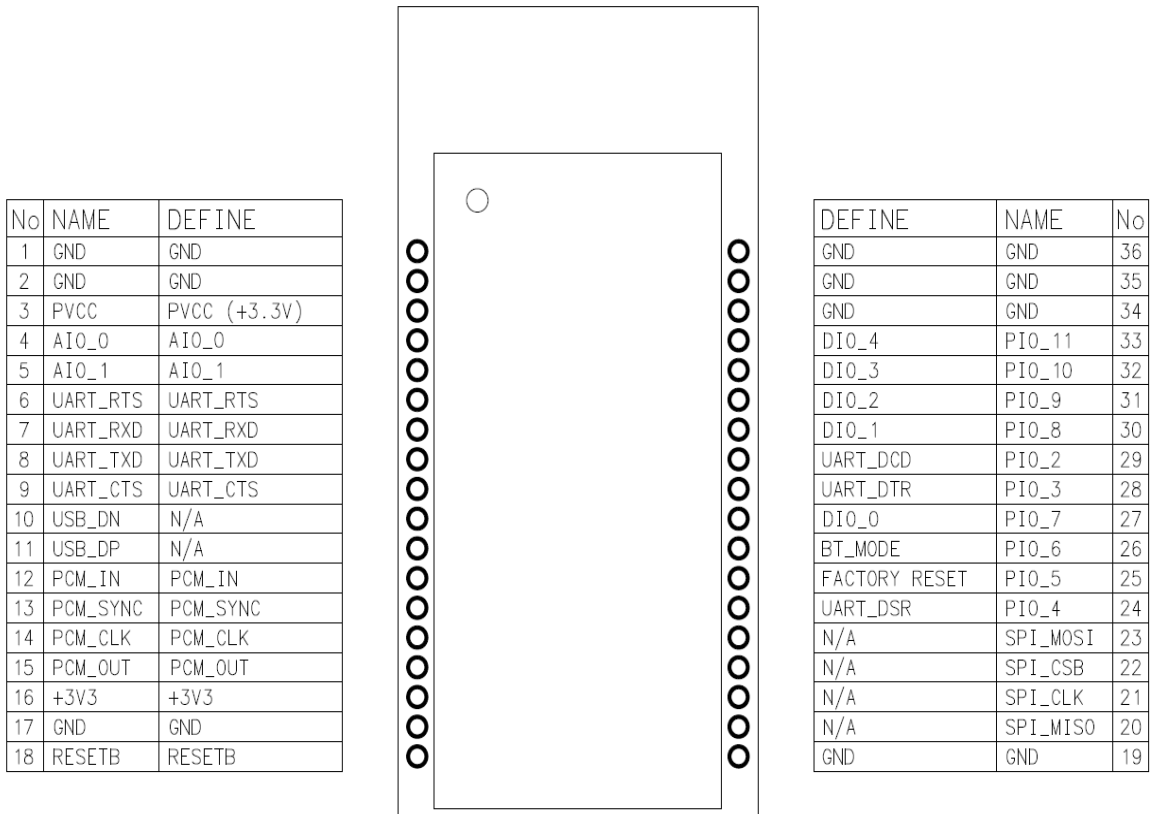 No NAME DEFINE
1 GND GND
2 GND GND
3 PVCC PVCC (+3.3V)
4 AIO_0 AIO_0
5 AIO_1 AIO_1
6 UART_RTS UART_RTS
7 UART_RXD UART_RXD
8 UART_TXD UART_TXD
9 UART_CTS UART_CTS
10 USB_DN N/A
11 USB_DP N/A
12 PCM_IN PCM_IN
13 PCM_SYNC PCM_SYNC
14 PCM_CLK PCM_CLK
15 PCM_OUT PCM_OUT
16 +3V3 +3V3
17 GND GND
18 RESETB RESETB
DEFINE NAME No
GND GND 36
GND GND 35
GND GND 34
DIO_4 PIO_11 33
DIO_3 PIO_10 32
DIO_2 PIO_9 31
DIO_1 PIO_8 30
UART_DCD PIO_2 29
UART_DTR PIO_3 28
DIO_0 PIO_7 27
BT_MODE PIO_6 26
FACTORY RESET PIO_5 25
UART_DSR PIO_4 24
N/A SPI_MOSI 23
N/A SPI_CSB 22
N/A SPI_CLK 21
N/A SPI_MISO 20
GND GND 19